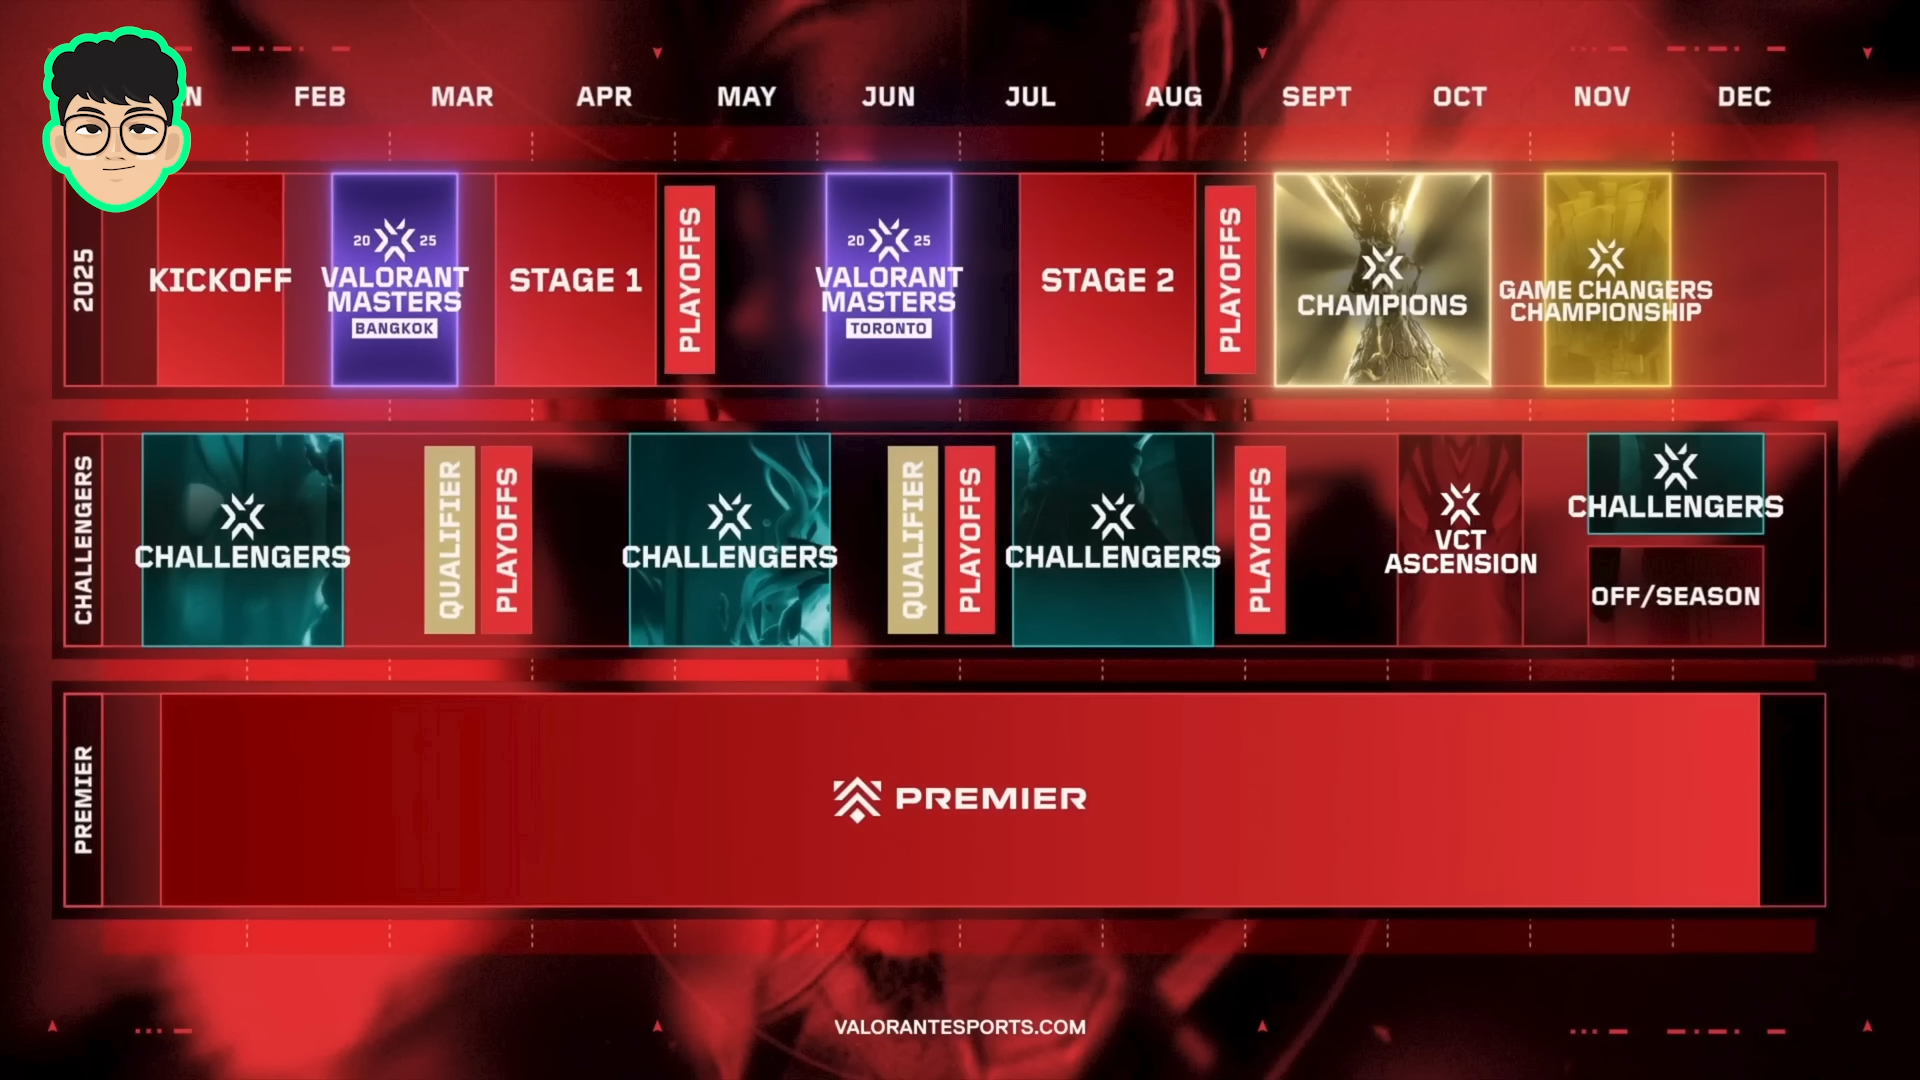 N FEB MAR APR MAY JUN JUL AUG SEPT OCT NOV DEC
2025
KICKOFF
20 25
VALORANT
MASTERS
BANGKOK
STAGE 1
PLAYOFFS
20 25
VALORANT
MASTERS
TORONTO
STAGE 2
PLAYOFFS
CHAMPIONS
GAME CHANGERS
CHAMPIONSHIP
CHALLENGERS
CHALLENGERS
QUALIFIER
PLAYOFFS
CHALLENGERS
QUALIFIER
PLAYOFFS
CHALLENGERS
PLAYOFFS
VCT
ASCENSION
CHALLENGERS
OFF/SEASON
PREMIER
PREMIER
VALORANTESPORTS.COM